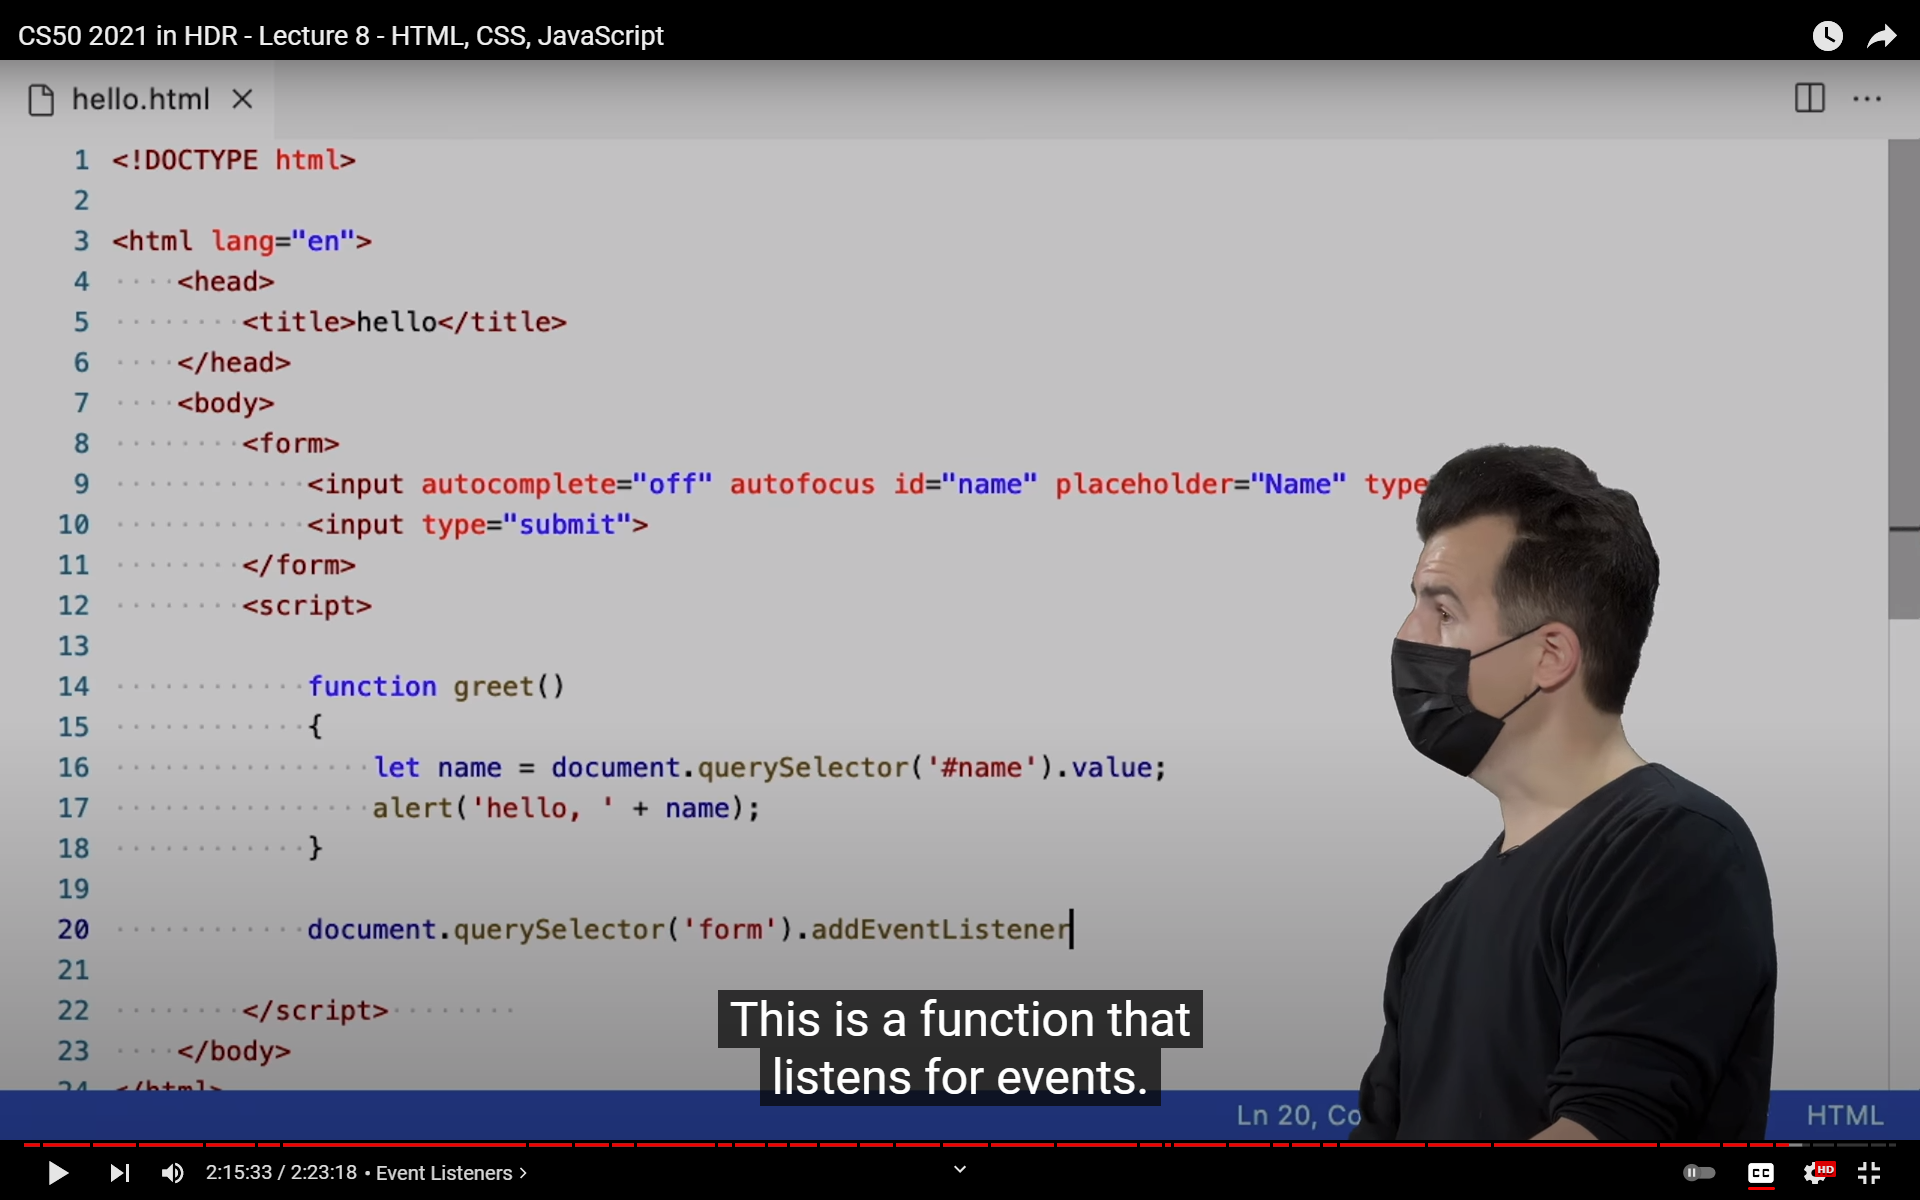 CS50 2021 in HDR - Lecture 8 - HTML, CSS, JavaScript
hello.html
1 <!DOCTYPE html>
2
3 <html lang="en">
4 <head>
5 <title>hello</title>
6 </head>
7 <body>
8 <form>
9 <input autocomplete="off" autofocus id="name" placeholder="Name" type
10 <input type="submit">
11 </form>
12 <script>
13
14 function greet()
15 {
16 let name = document.querySelector('#name').value;
17 alert('hello, ' + name);
18 }
19
20 document.querySelector('form').addEventListener
21
22 </script>
23 </body>
24 </html>
This is a function that
listens for events.
Ln 20, Co
HTML
2:15:33 / 2:23:18 • Event Listeners ›
CC
HD